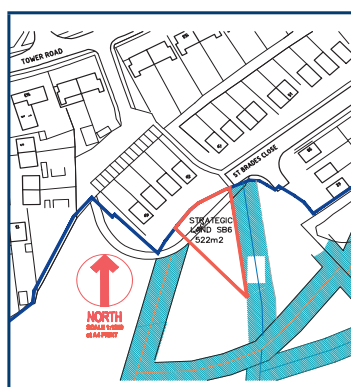 TOWER ROAD
ST BRADES CLOSE
STRATEGIC
LAND SB6
522m2
NORTH
SCALE 1:1250
at A4 PRINT